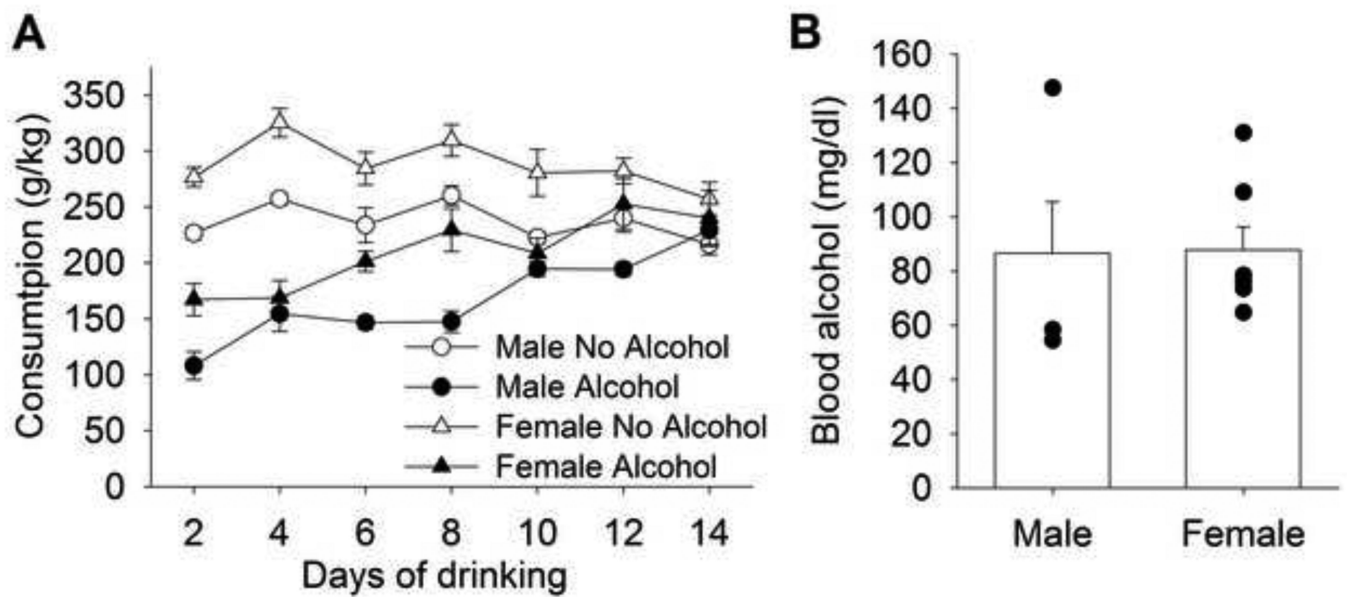 A
Consumtpion (g/kg)
350
300
250
200
150
100
50
0
2 4 6 8 10 12 14
Days of drinking
Male No Alcohol
Male Alcohol
Female No Alcohol
Female Alcohol
B
Blood alcohol (mg/dl)
160
140
120
100
80
60
40
20
0
Male Female